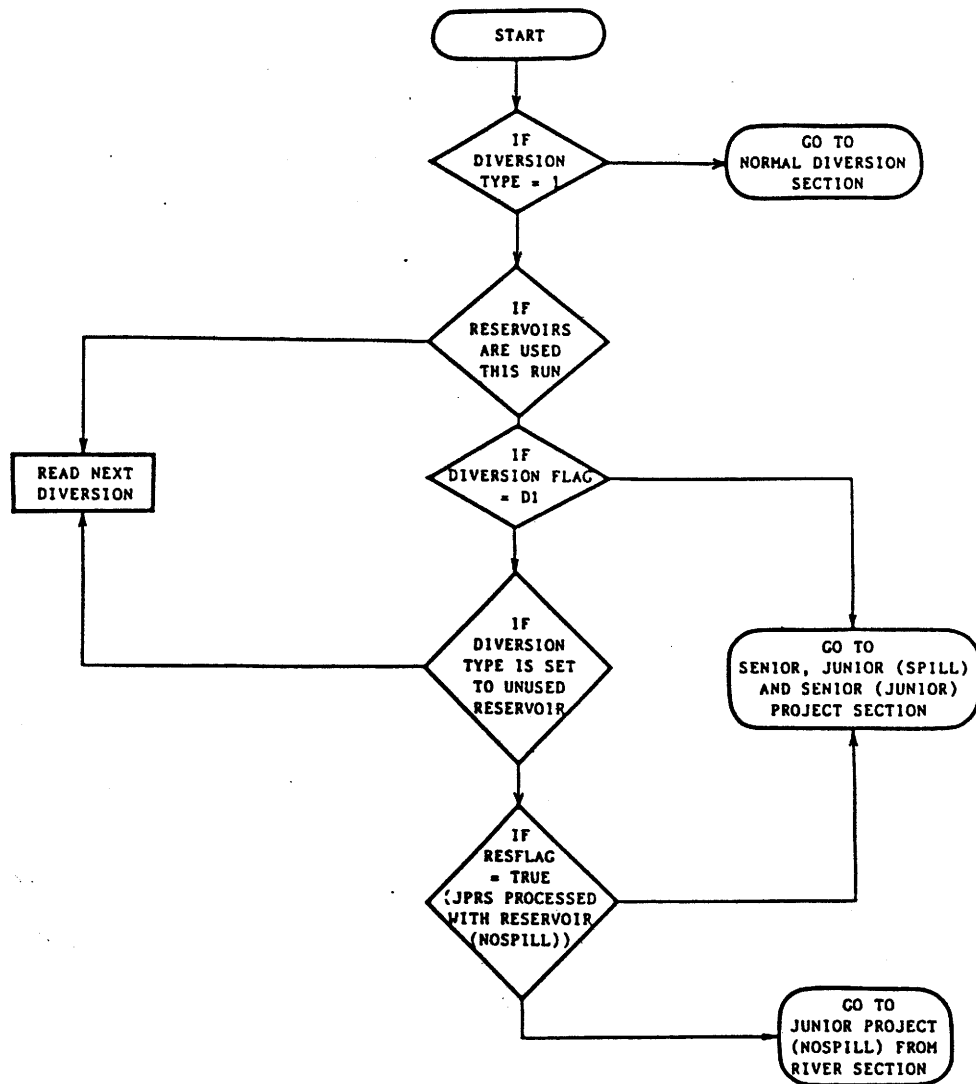 START
IF
DIVERSION
TYPE = 1
GO TO
NORMAL DIVERSION
SECTION
IF
RESERVOIRS
ARE USED
THIS RUN
IF
DIVERSION FLAG
= D1
READ NEXT
DIVERSION
IF
DIVERSION
TYPE IS SET
TO UNUSED
RESERVOIR
GO TO
SENIOR, JUNIOR (SPILL)
AND SENIOR (JUNIOR)
PROJECT SECTION
IF
RESFLAG
= TRUE
(JPRS PROCESSED
WITH RESERVOIR
(NOSPILL))
GO TO
JUNIOR PROJECT
(NOSPILL) FROM
RIVER SECTION